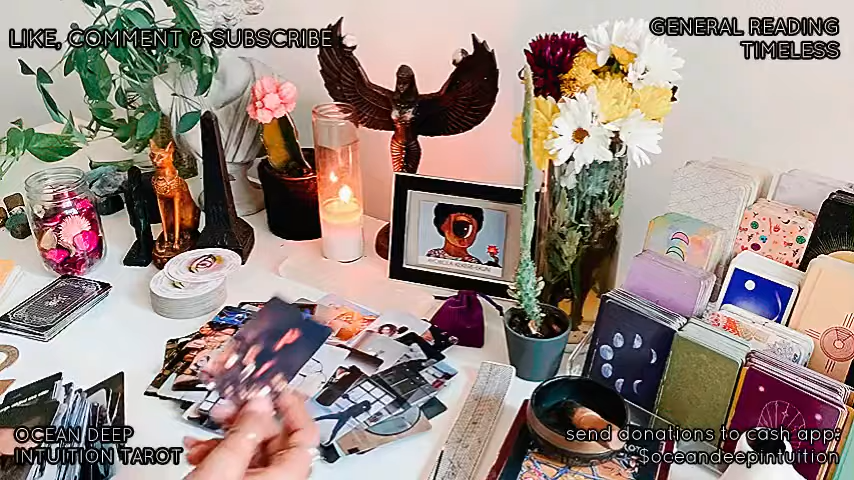 LIKE, COMMENT & SUBSCRIBE
GENERAL READING
TIMELESS
OCEAN DEEP
INTUITION TAROT
send donations to cash app:
$oceandeepintuition